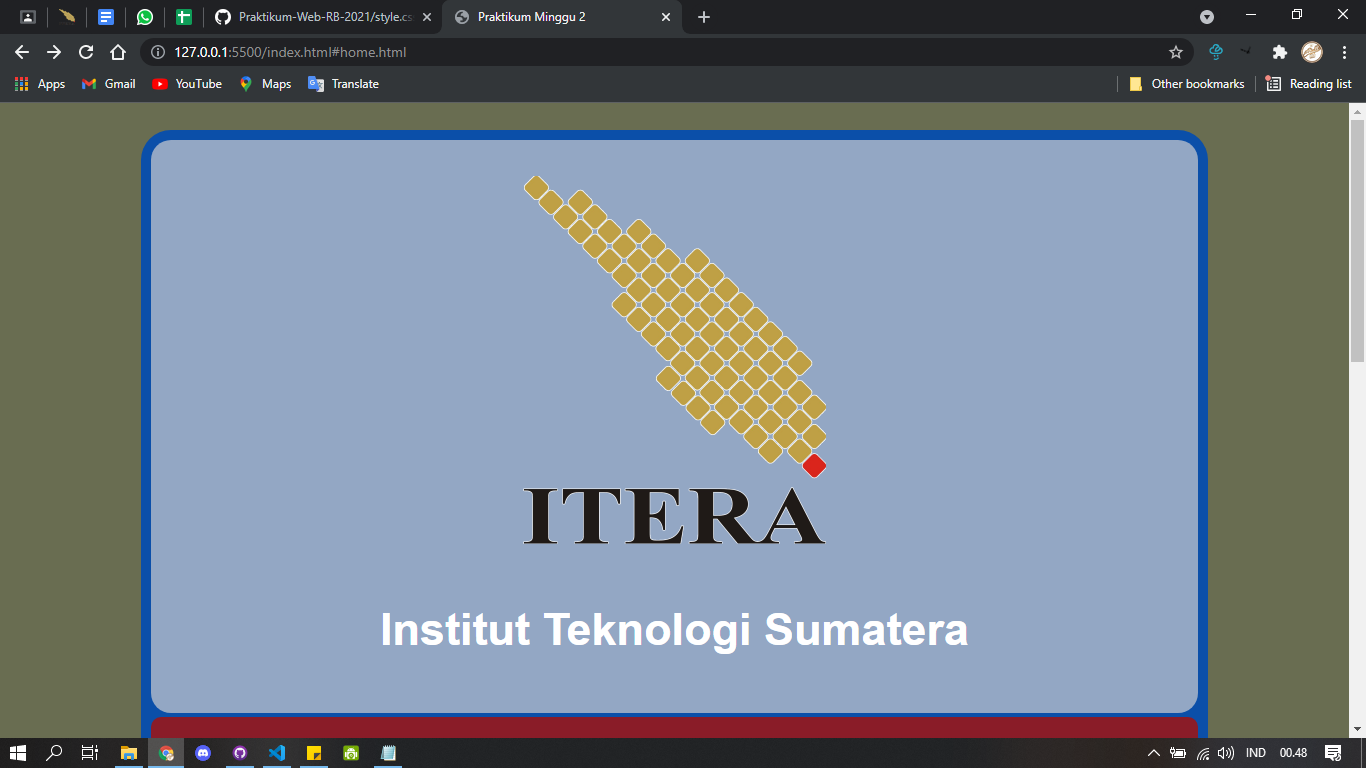 Praktikum-Web-RB-2021/style.cs
Praktikum Minggu 2
127.0.0.1:5500/index.html#home.html
Apps
Gmail
YouTube
Maps
Translate
Other bookmarks
Reading list
ITERA
Institut Teknologi Sumatera
IND
00.48